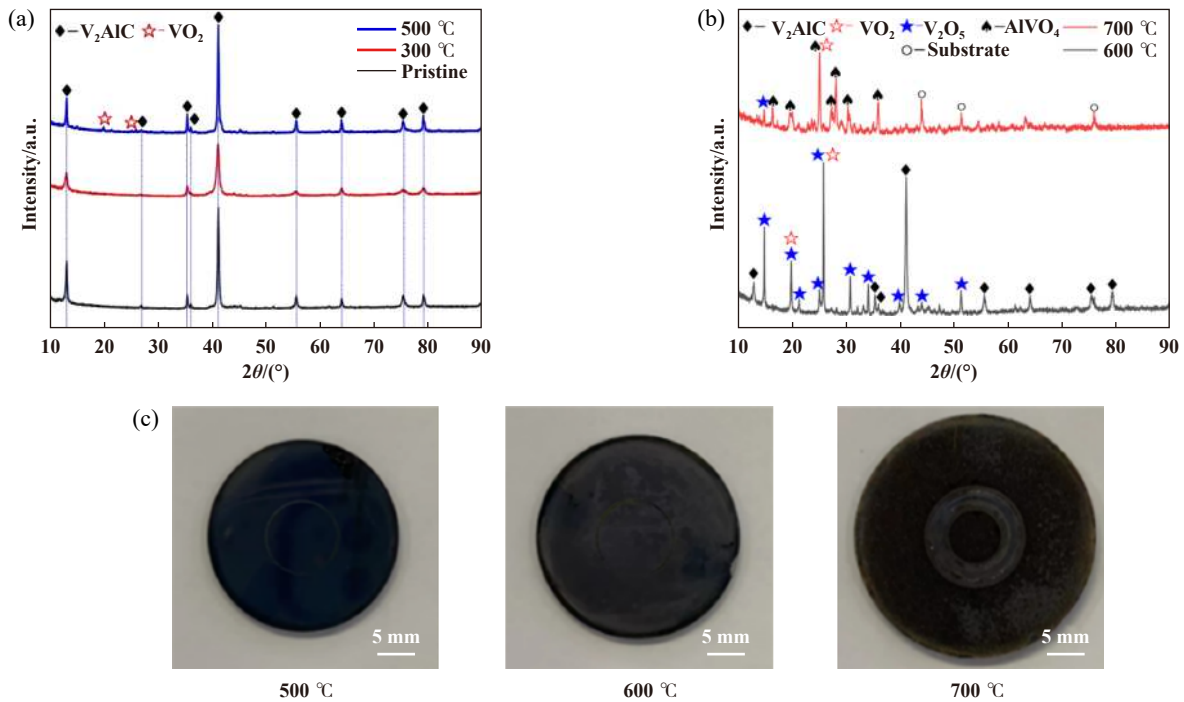 (a)
◆–V₂AlC ☆–VO₂
500 ℃
300 ℃
Pristine
Intensity/a.u.
10 20 30 40 50 60 70 80 90
2θ/(°)
(b)
◆–V₂AlC ☆–VO₂ ★–V₂O₅ ♠–AlVO₄
○–Substrate
700 ℃
600 ℃
Intensity/a.u.
10 20 30 40 50 60 70 80 90
2θ/(°)
(c)
5 mm
5 mm
5 mm
500 ℃
600 ℃
700 ℃